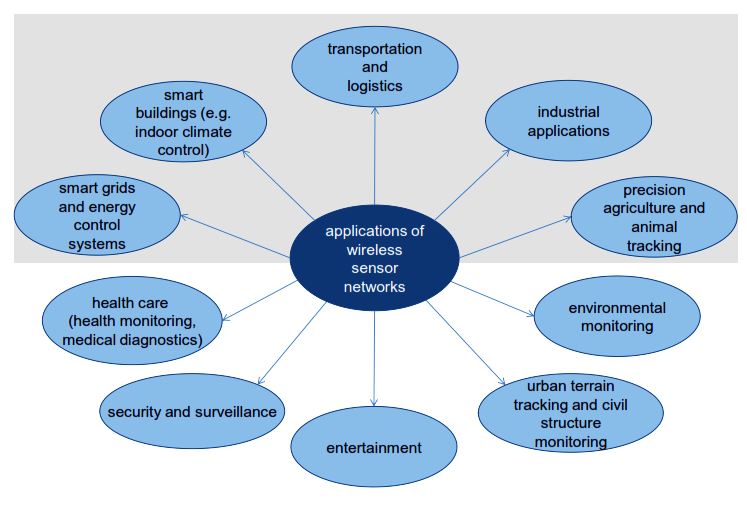 transportation
and
logistics
smart
buildings (e.g.
indoor climate
control)
industrial
applications
smart grids
and energy
control
systems
precision
agriculture and
animal
tracking
applications of
wireless
sensor
networks
health care
(health monitoring,
medical diagnostics)
environmental
monitoring
security and surveillance
urban terrain
tracking and civil
structure
monitoring
entertainment